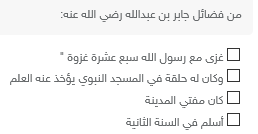 من فضائل جابر بن عبدالله رضي الله عنه:
غزى مع رسول الله سبع عشرة غزوة "
وكان له حلقة في المسجد النبوي يؤخذ عنه العلم
كان مفتي المدينة
أسلم في السنة الثانية